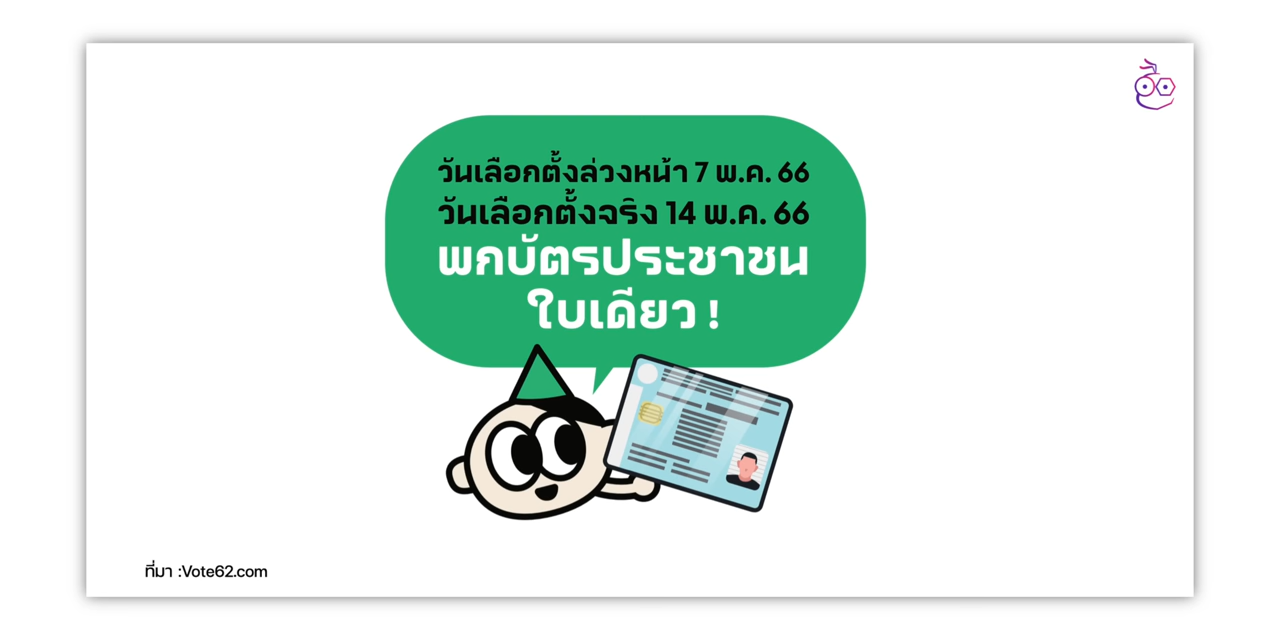 วันเลือกตั้งล่วงหน้า 7 พ.ค. 66
วันเลือกตั้งจริง 14 พ.ค. 66
พกบัตรประชาชน
ใบเดียว !
ที่มา :Vote62.com